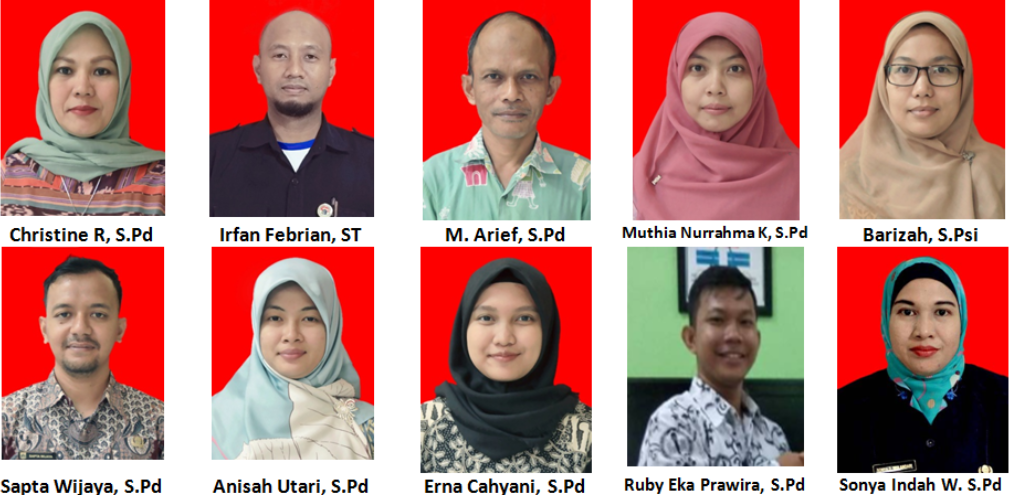 Christine R, S.Pd
Irfan Febrian, ST
M. Arief, S.Pd
Muthia Nurrahma K, S.Pd
Barizah, S.Psi
Sapta Wijaya, S.Pd
Anisah Utari, S.Pd
Erna Cahyani, S.Pd
Ruby Eka Prawira, S.Pd
Sonya Indah W. S.Pd